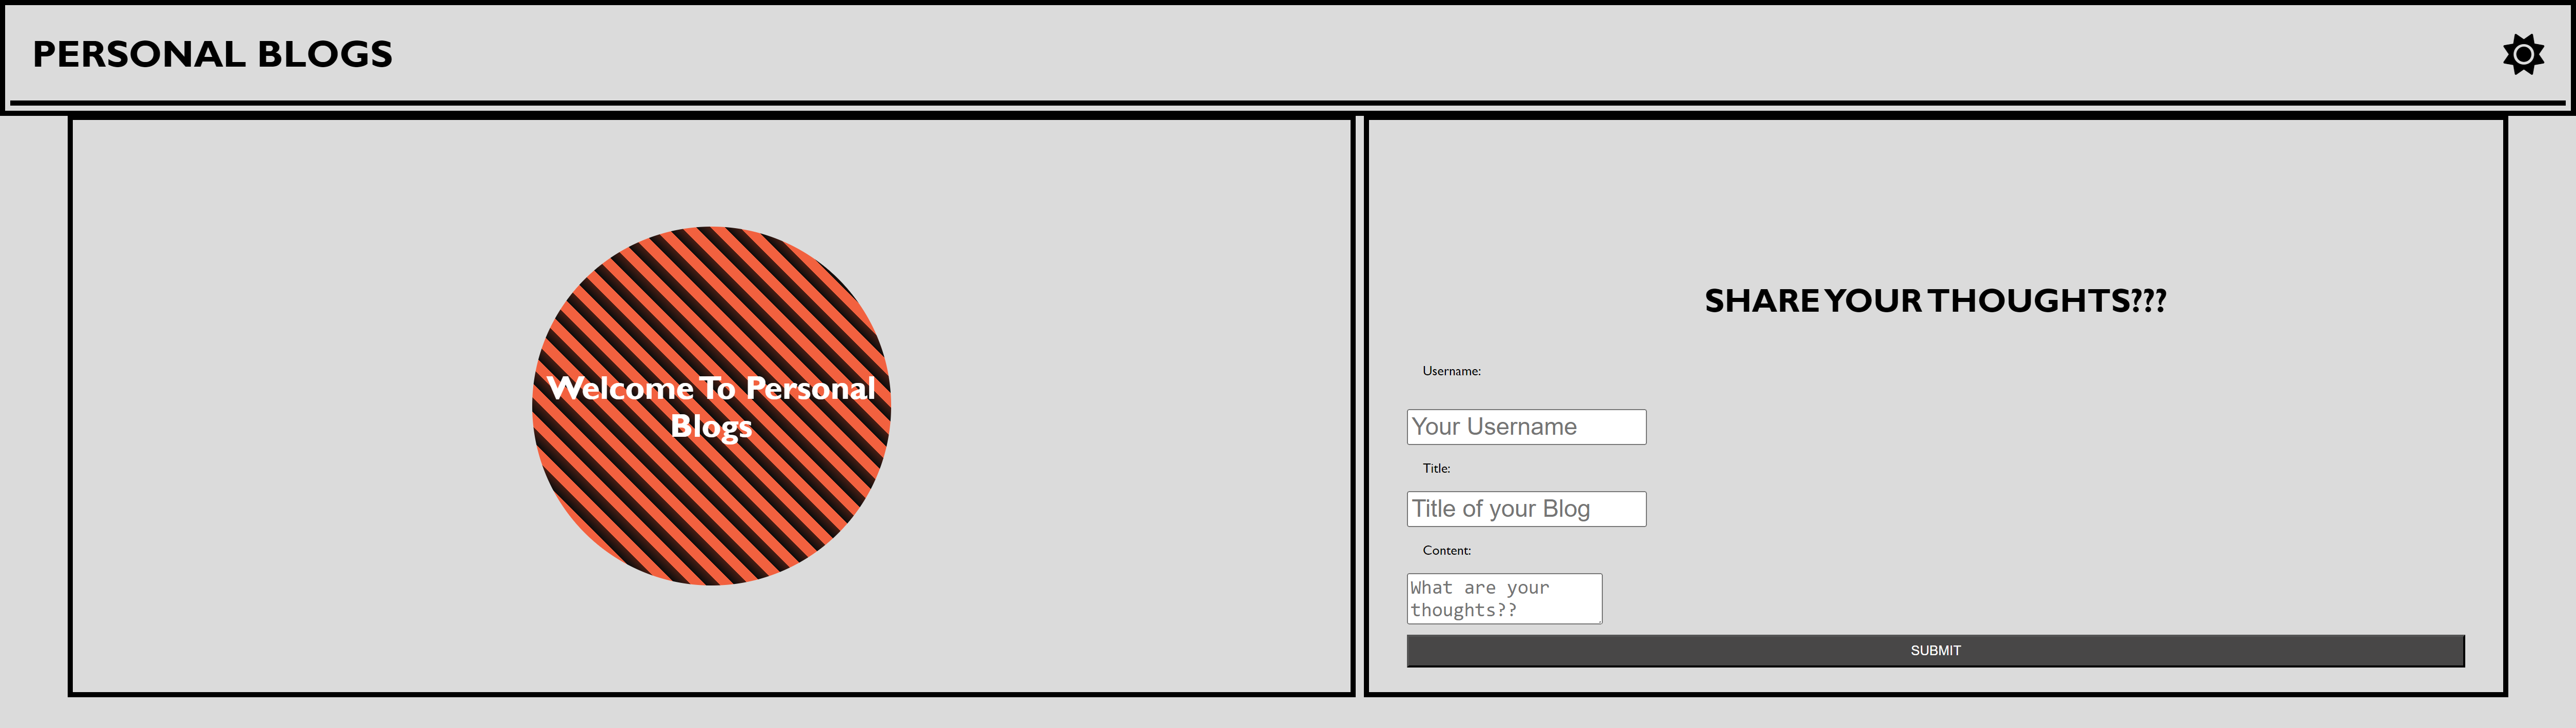 PERSONAL BLOGS
Welcome To Personal
Blogs
SHARE YOUR THOUGHTS???
Username:
Your Username
Title:
Title of your Blog
Content:
What are your
thoughts??
SUBMIT